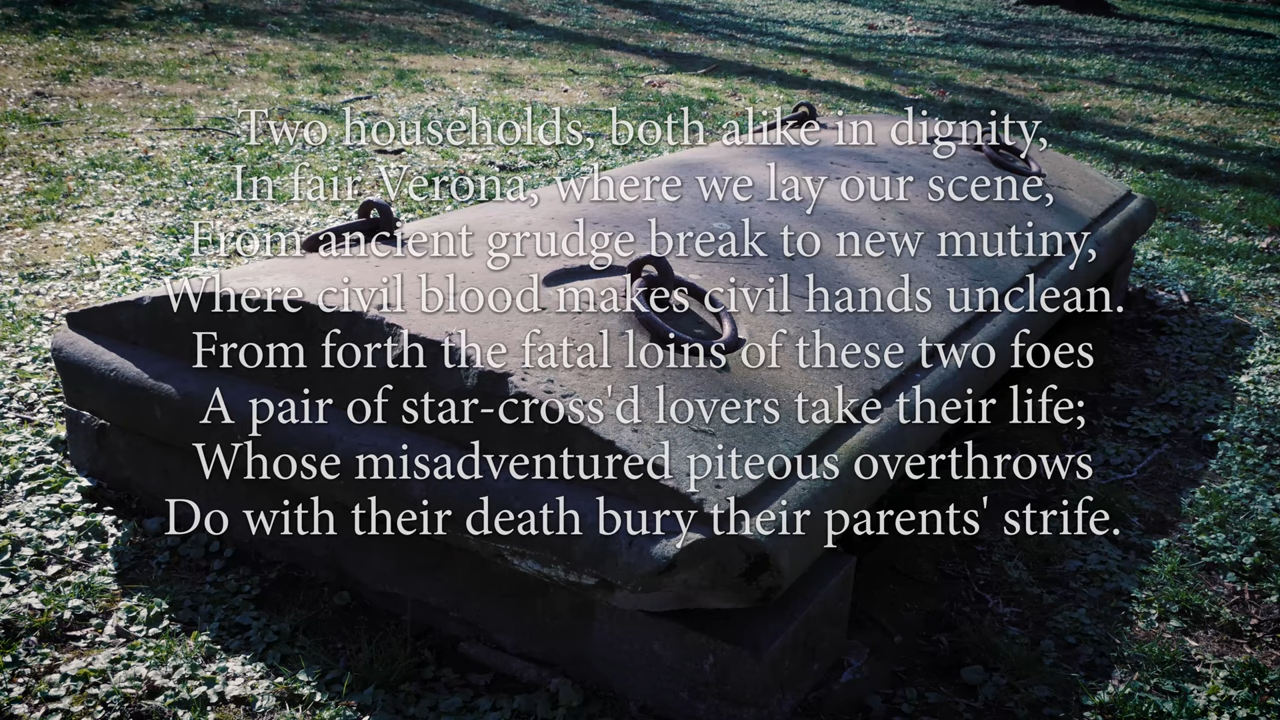 Two households, both alike in dignity,
In fair Verona, where we lay our scene,
From ancient grudge break to new mutiny,
Where civil blood makes civil hands unclean.
From forth the fatal loins of these two foes
A pair of star-cross'd lovers take their life;
Whose misadventured piteous overthrows
Do with their death bury their parents' strife.